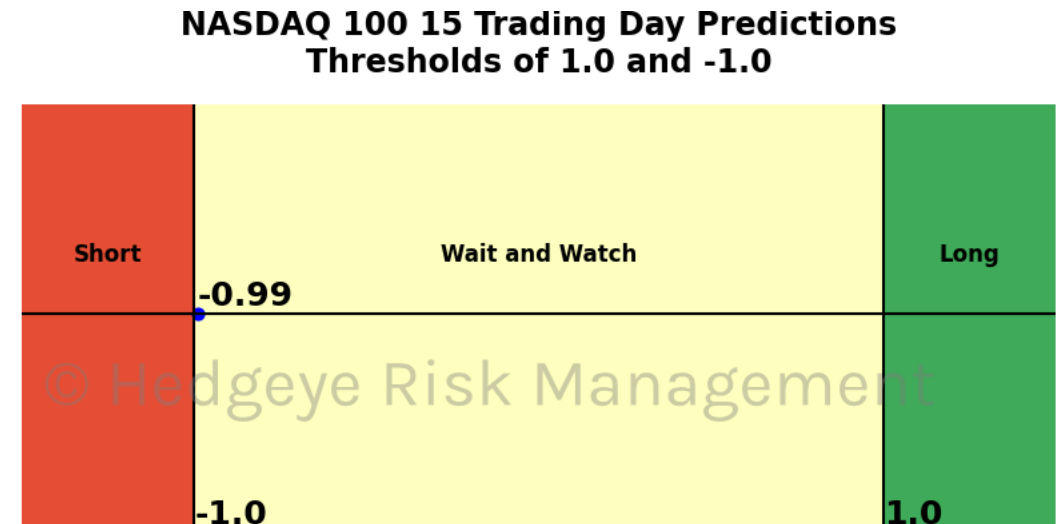 NASDAQ 100 15 Trading Day Predictions
Thresholds of 1.0 and -1.0
Short Wait and Watch Long
-0.99
© Hedgeye Risk Management
-1.0 1.0